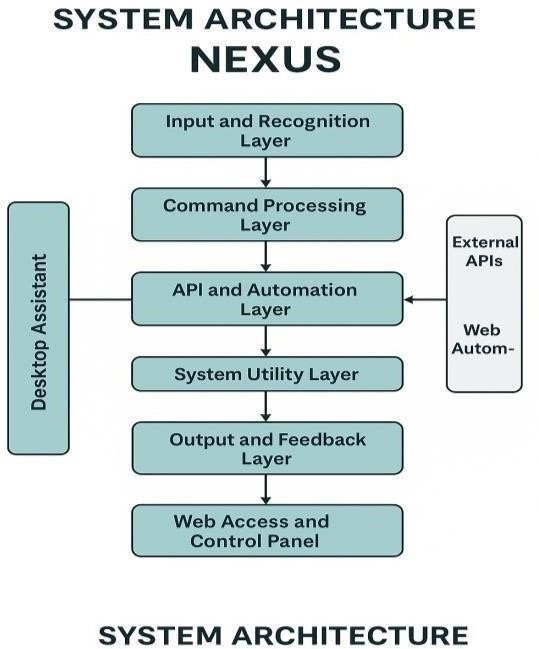 SYSTEM ARCHITECTURE
NEXUS
Input and Recognition
Layer
Command Processing
Layer
Desktop Assistant
API and Automation
Layer
External
APIs
Web
Autom-
System Utility Layer
Output and Feedback
Layer
Web Access and
Control Panel
SYSTEM ARCHITECTURE